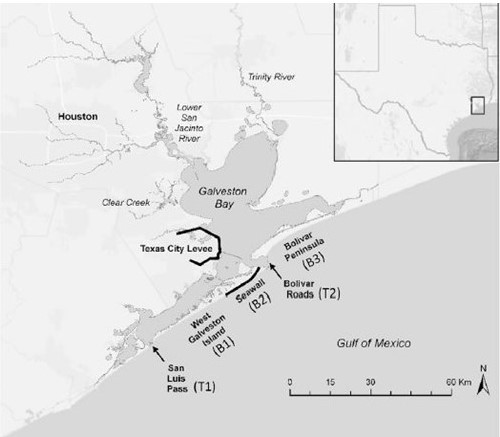 Trinity River
Houston
Lower
San
Jacinto
River
Galveston
Bay
Clear Creek
Texas City Levee
Bolivar
Peninsula
(B3)
Seawall
(B2)
Bolivar
Roads (T2)
West
Galveston
Island
(B1)
Gulf of Mexico
San
Luis
Pass (T1)
N
0 15 30 60 Km